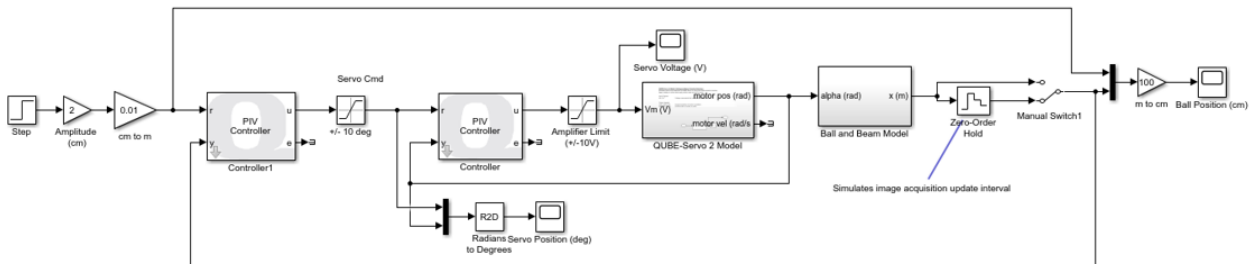 Step
2
Amplitude
(cm)
0.01
cm to m
r
y
PIV
Controller
u
e
Controller1
Servo Cmd
+/- 10 deg
r
y
PIV
Controller
u
e
Controller
Amplifier Limit
(+/-10V)
Servo Voltage (V)
Vm (V)
motor pos (rad)
motor vel (rad/s
QUBE-Servo 2 Model
alpha (rad)
x (m)
Ball and Beam Model
Zero-Order
Hold
Manual Switch1
100
m to cm
Ball Position (cm)
Simulates image acquisition update interval
R2D
Radians
to Degrees
Servo Position (deg)